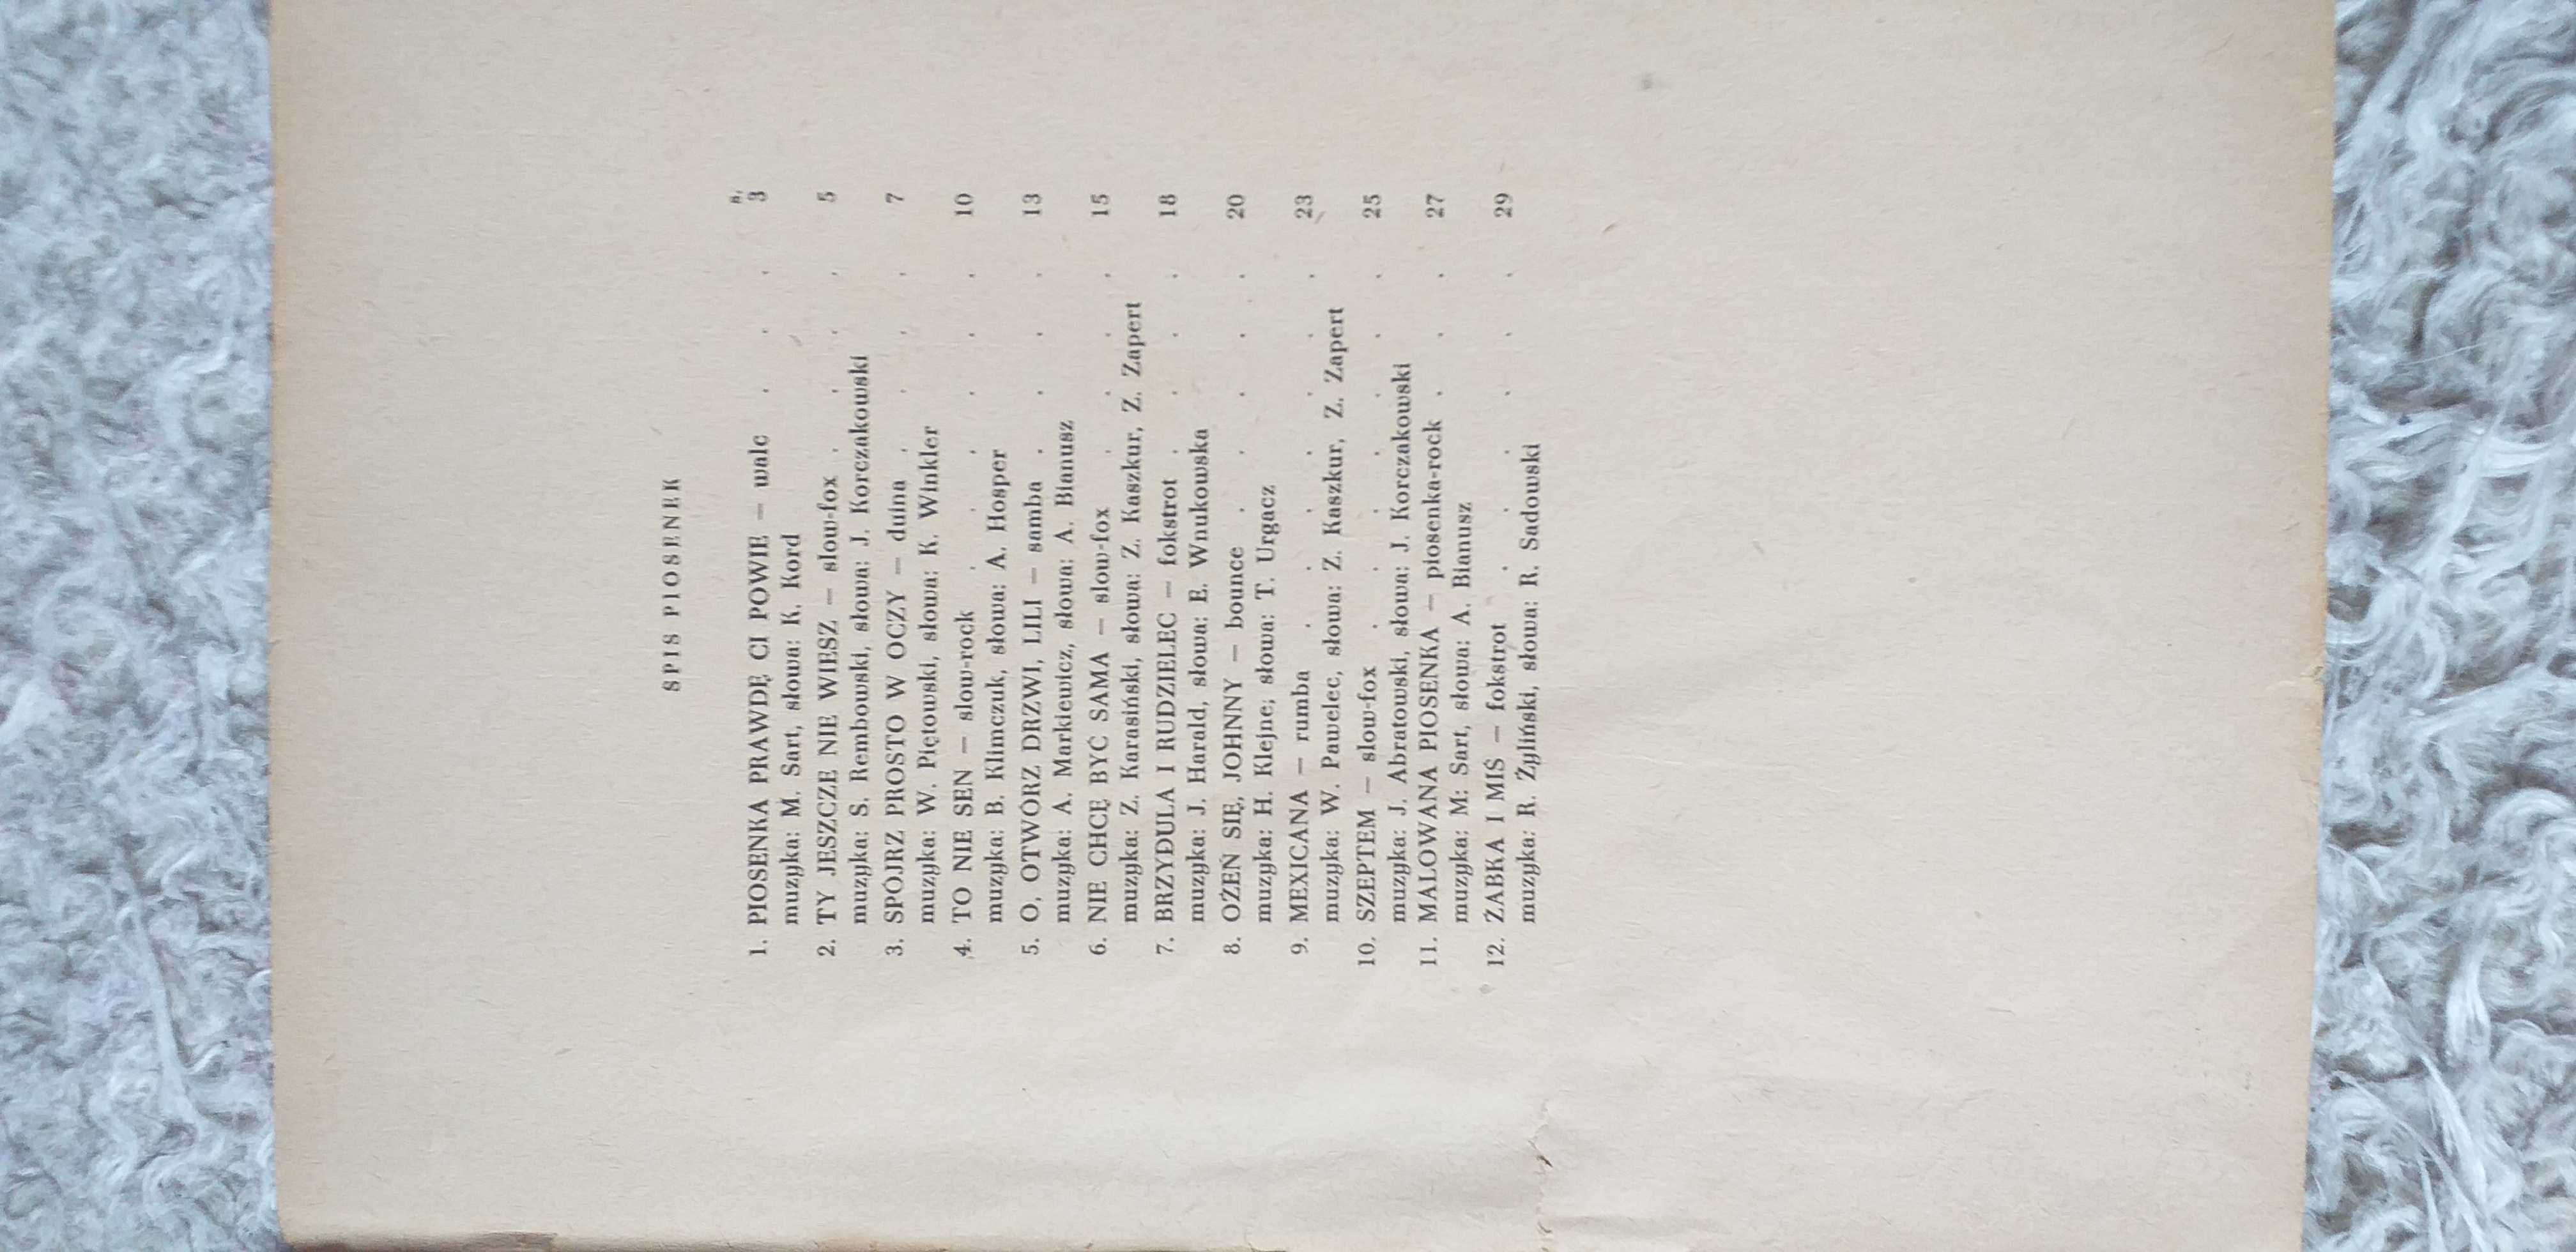 SPIS PIOSENEK
s.
1. PIOSENKA PRAWDĘ CI POWIE — walc . . . 3
muzyka: M. Sart, słowa: K. Kord
2. TY JESZCZE NIE WIESZ — slow-fox . . . . 5
muzyka: S. Rembowski, słowa: J. Korczakowski
3. SPOJRZ PROSTO W OCZY — duina . . . . 7
muzyka: W. Piętowski, słowa: K. Winkler
4. TO NIE SEN — slow-rock . . . . . . 10
muzyka: B. Klimczuk, słowa: A. Hosper
5. O, OTWÓRZ DRZWI, LILI — samba . . . . 13
muzyka: A. Markiewicz, słowa: A. Bianusz
6. NIE CHCĘ BYĆ SAMA — slow-fox . . . . 15
muzyka: Z. Karasiński, słowa: Z. Kaszkur, Z. Zapert
7. BRZYDULA I RUDZIELEC — fokstrot . . . . 18
muzyka: J. Harald, słowa: E. Wnukowska
8. OŻEŃ SIĘ, JOHNNY — bounce . . . . . 20
muzyka: H. Klejne; słowa: T. Urgacz
9. MEXICANA — rumba . . . . . . . 23
muzyka: W. Pawelec, słowa: Z. Kaszkur, Z. Zapert
10. SZEPTEM — slow-fox . . . . . . . 25
muzyka: J. Abratowski, słowa: J. Korczakowski
11. MALOWANA PIOSENKA — piosenka-rock . . . 27
muzyka: M: Sart, słowa: A. Bianusz
12. ŻABKA I MIŚ — fokstrot . . . . . . 29
muzyka: R. Żyliński, słowa: R. Sadowski